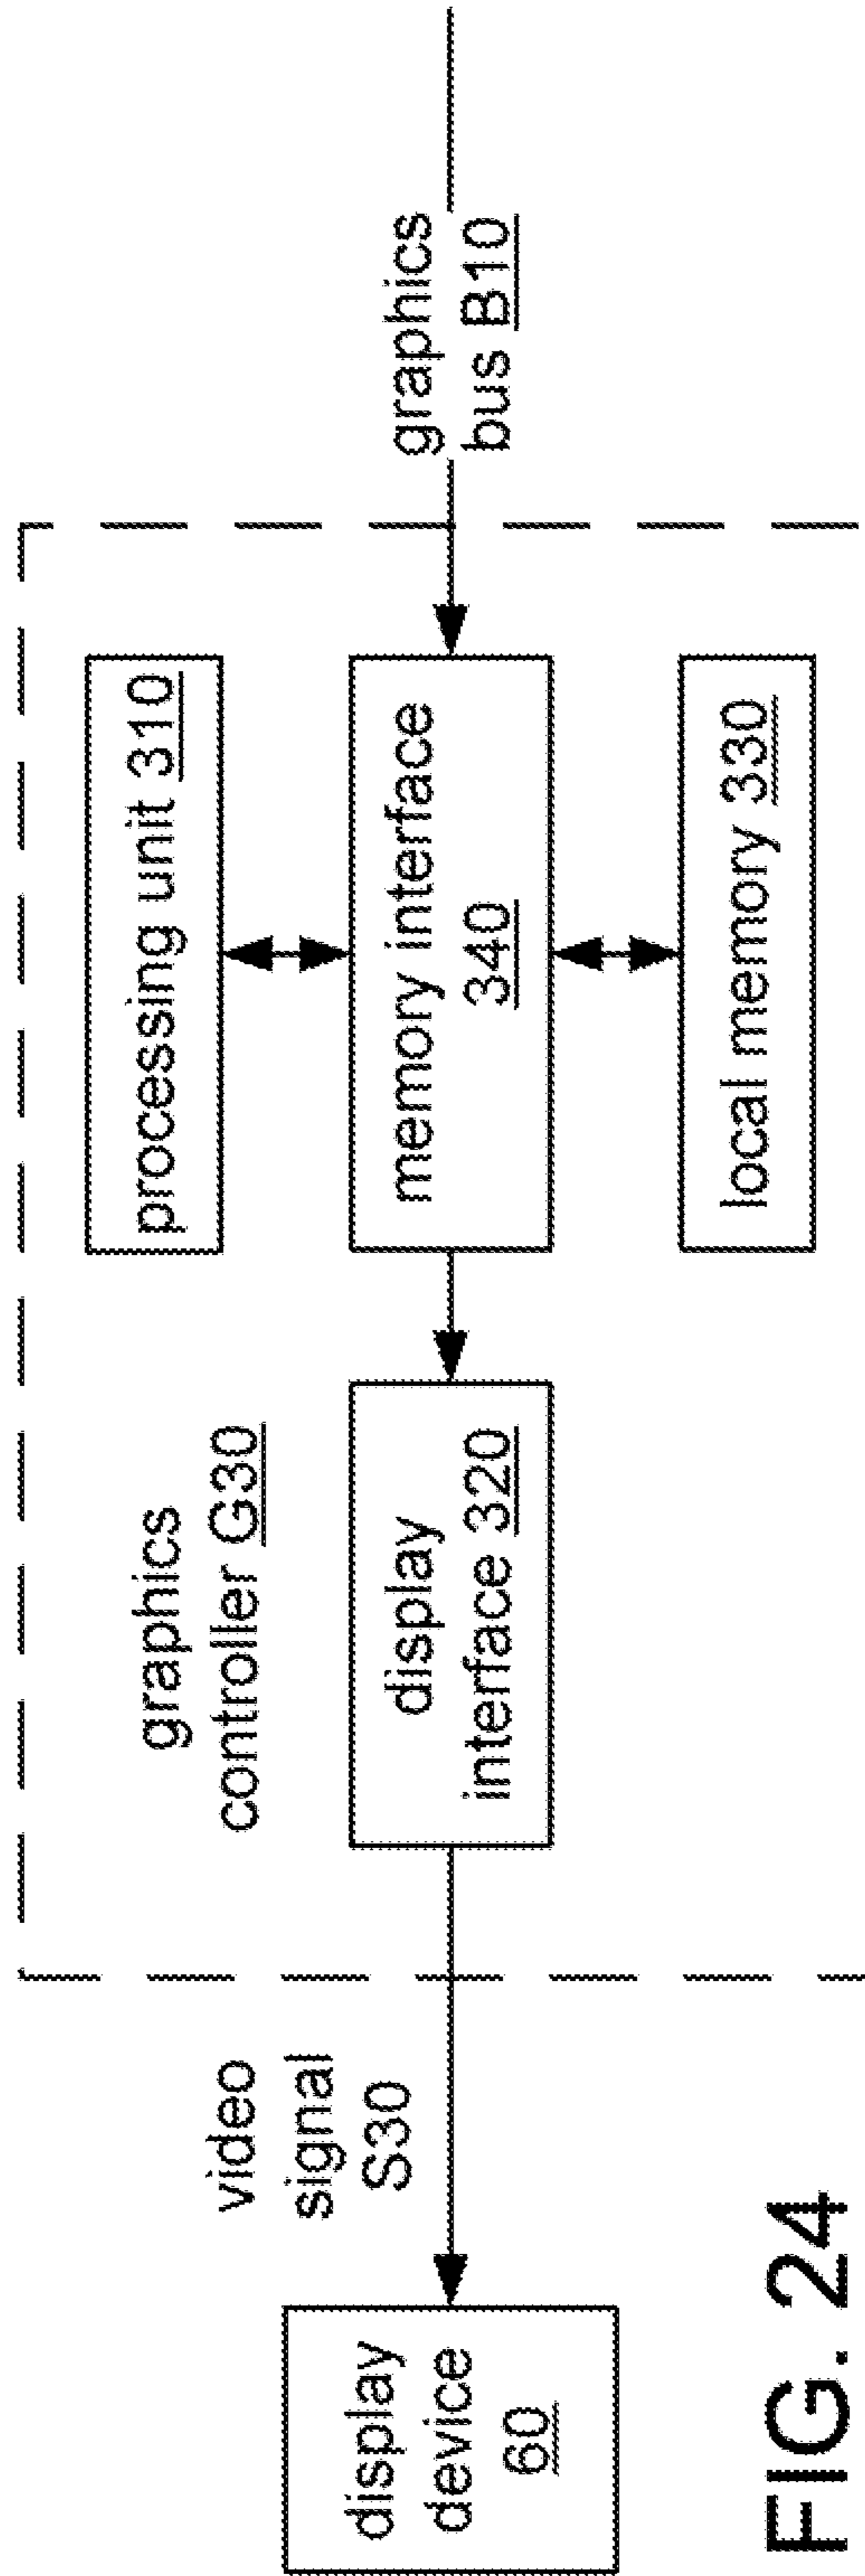 graphics
controller G30
processing unit 310
video
signal
S30
display
device
60
display
interface 320
memory interface
340
graphics
bus B10
local memory 330
FIG. 24